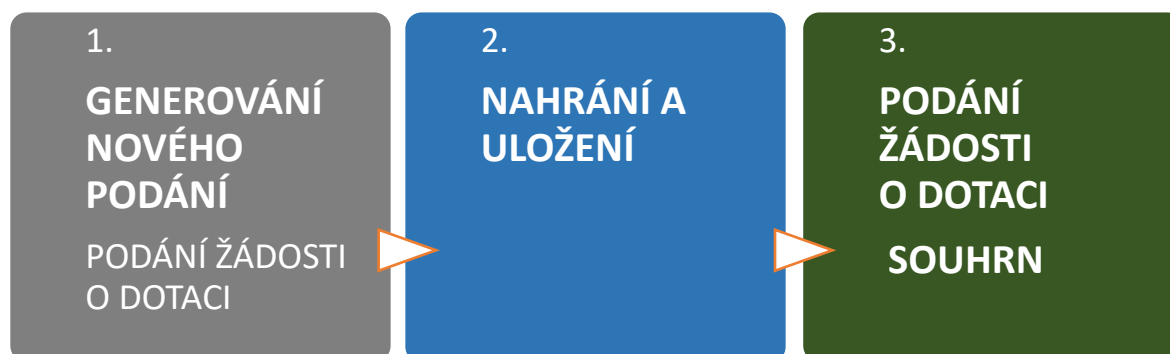 1.
GENEROVÁNÍ
NOVÉHO
PODÁNÍ
PODÁNÍ ŽÁDOSTI
O DOTACI
2.
NAHRÁNÍ A
ULOŽENÍ
3.
PODÁNÍ
ŽÁDOSTI
O DOTACI
SOUHRN